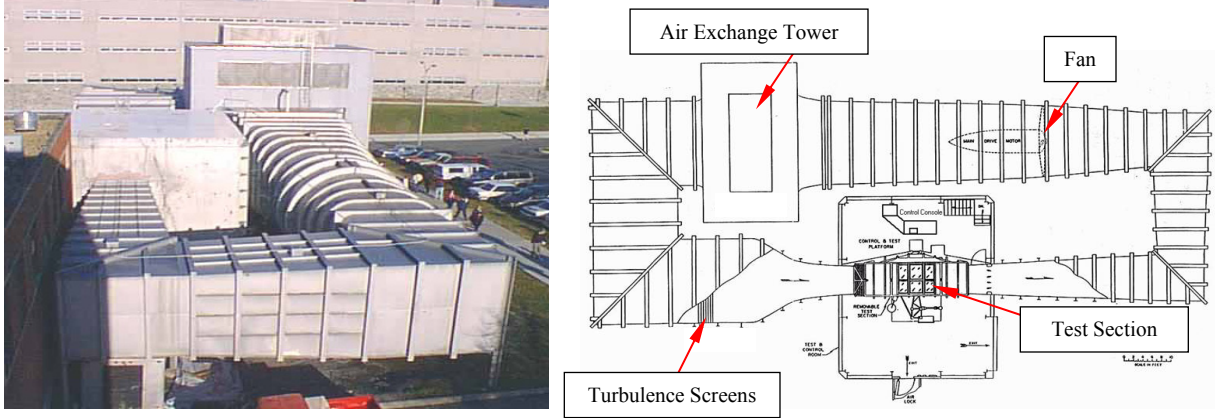 Air Exchange Tower
Fan
MAIN DRIVE MOTOR
Control Console
CONTROL & TEST
PLATFORM
REMOVABLE
TEST
SECTION
Test Section
TEST &
CONTROL
ROOM
EXIT
EXIT
SCALE IN FEET
Turbulence Screens
AIR
LOCK